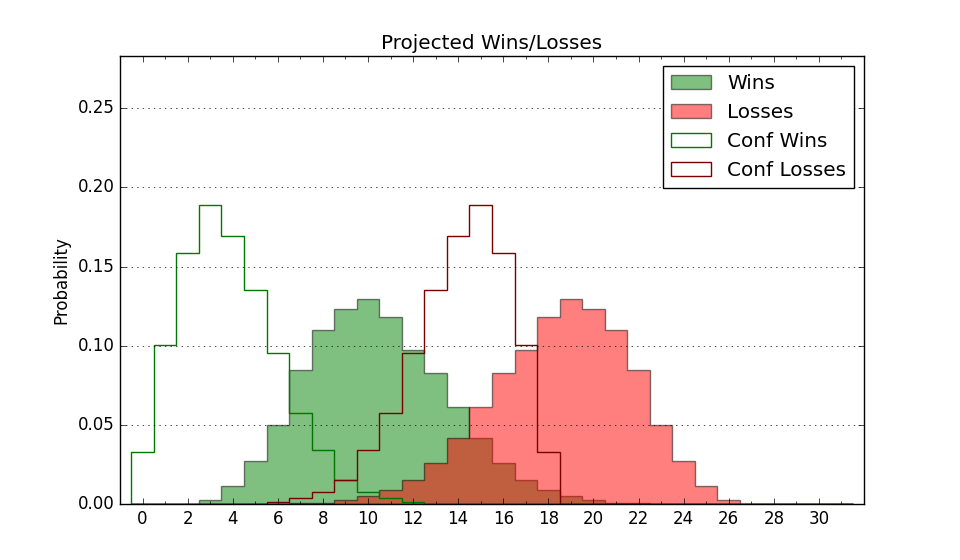 Projected Wins/Losses
Wins
Losses
Conf Wins
Conf Losses
Probability
0.25
0.20
0.15
0.10
0.05
0.00
0 2 4 6 8 10 12 14 16 18 20 22 24 26 28 30